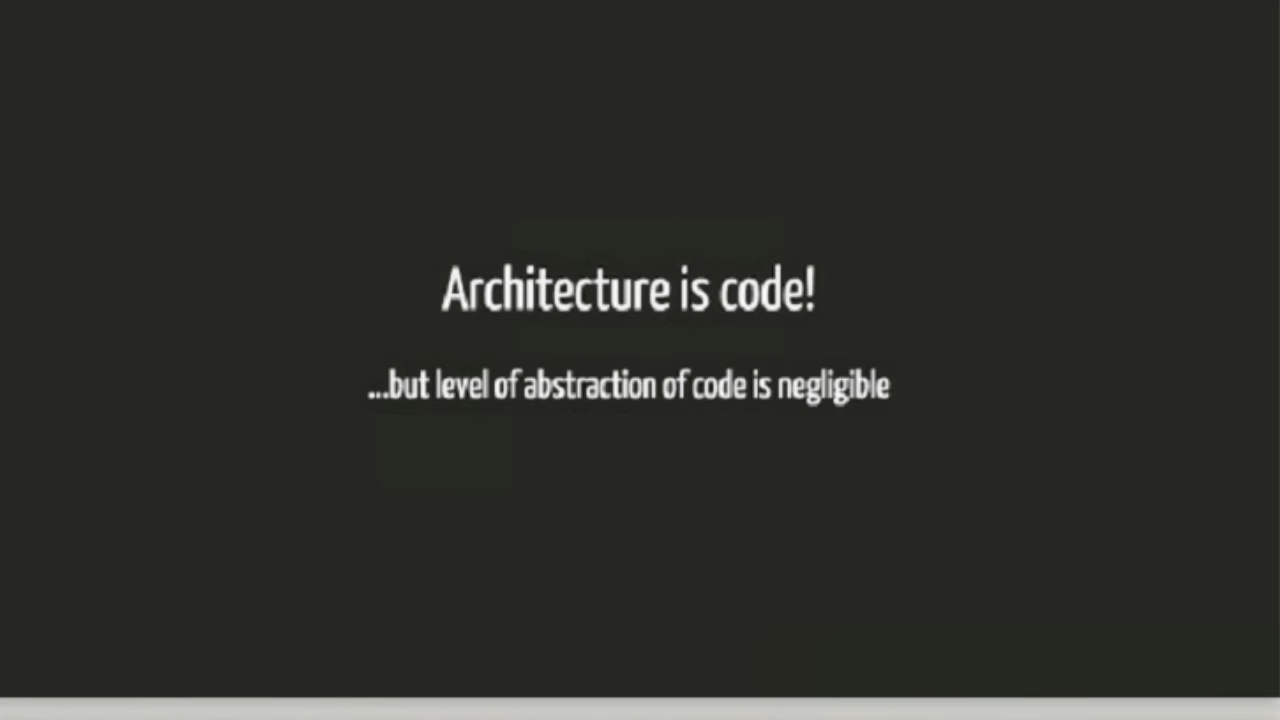 Architecture is code!
...but level of abstraction of code is negligible